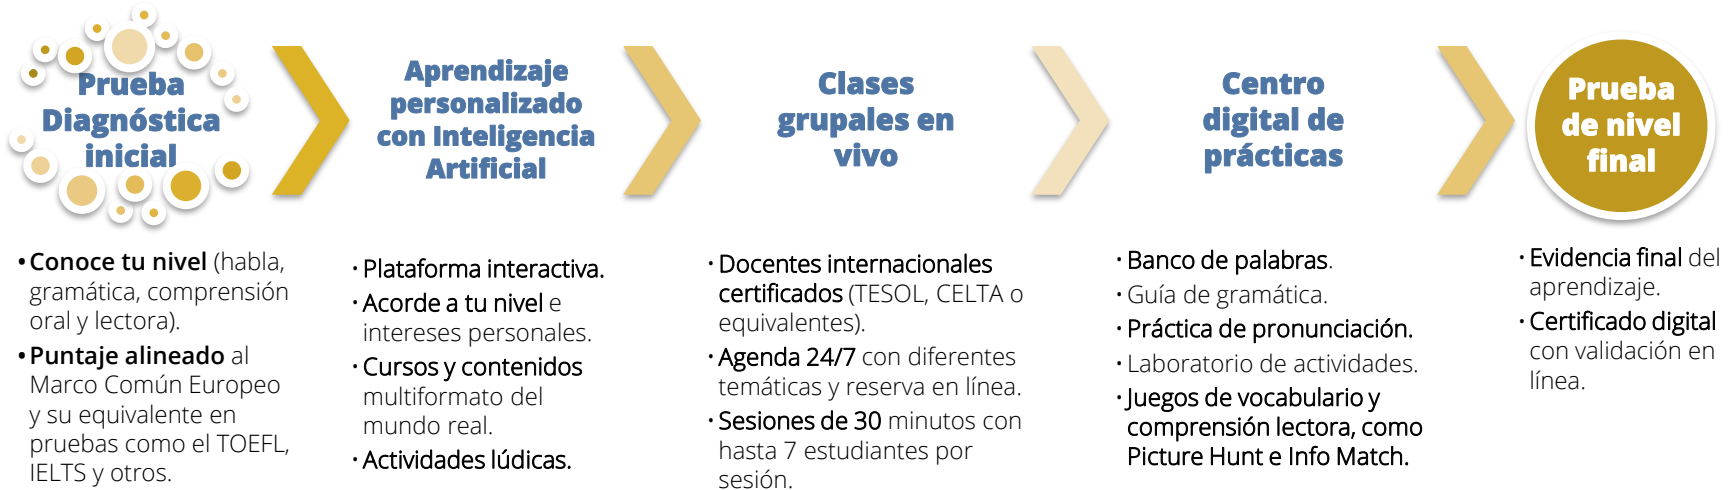 Prueba
Diagnóstica
inicial
• Conoce tu nivel (habla,
gramática, comprensión
oral y lectora).
• Puntaje alineado al
Marco Común Europeo
y su equivalente en
pruebas como el TOEFL,
IELTS y otros.
Aprendizaje
personalizado
con Inteligencia
Artificial
· Plataforma interactiva.
· Acorde a tu nivel e
intereses personales.
· Cursos y contenidos
multiformato del
mundo real.
· Actividades lúdicas.
Clases
grupales en
vivo
· Docentes internacionales
certificados (TESOL, CELTA o
equivalentes).
· Agenda 24/7 con diferentes
temáticas y reserva en línea.
· Sesiones de 30 minutos con
hasta 7 estudiantes por
sesión.
Centro
digital de
prácticas
· Banco de palabras.
· Guía de gramática.
· Práctica de pronunciación.
· Laboratorio de actividades.
· Juegos de vocabulario y
comprensión lectora, como
Picture Hunt e Info Match.
Prueba
de nivel
final
· Evidencia final del
aprendizaje.
· Certificado digital
con validación en
línea.